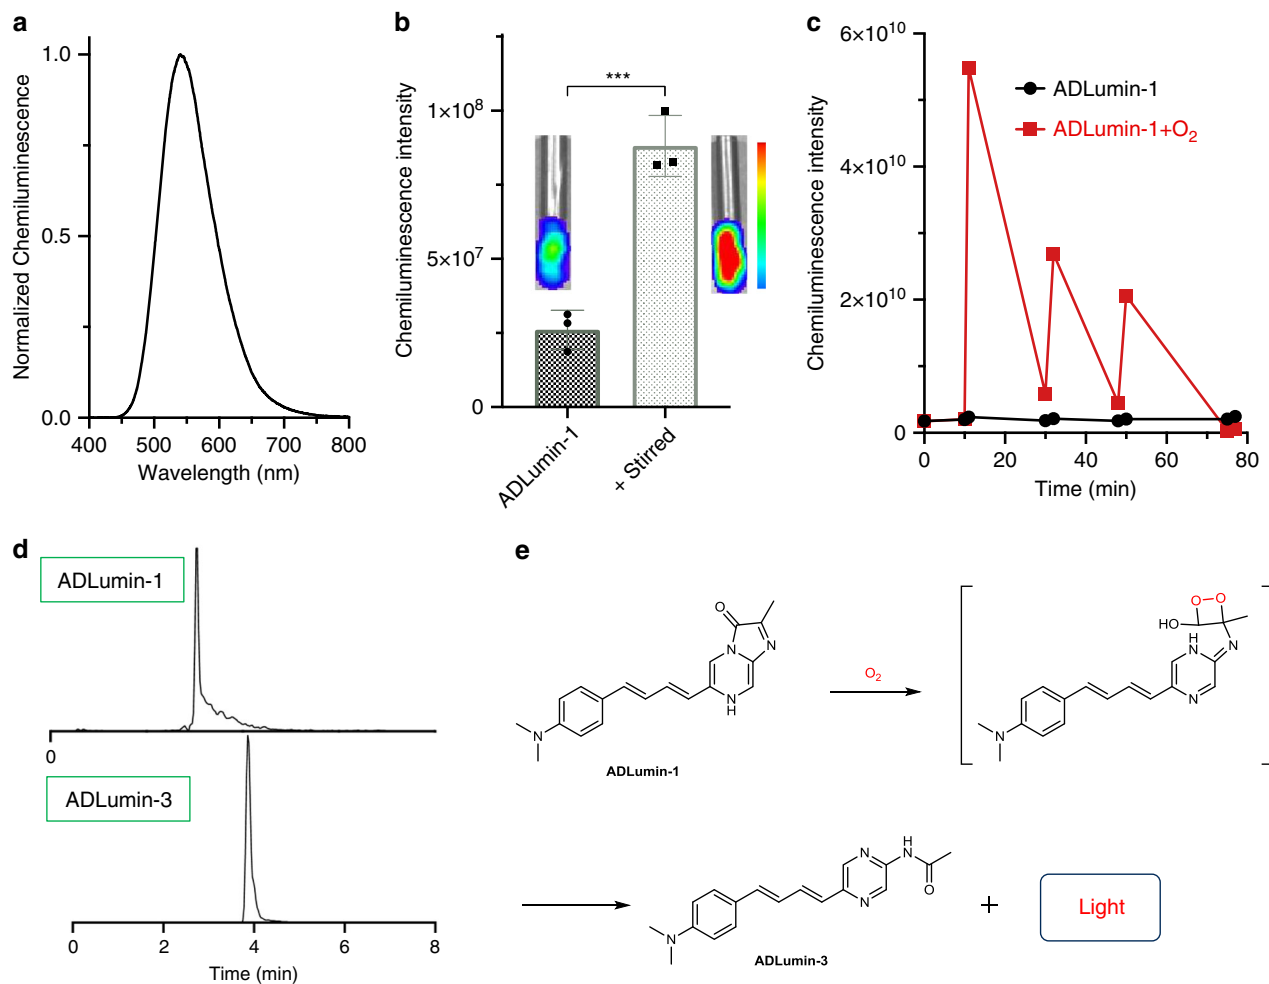 a
1.0
0.5
0.0
Normalized Chemiluminescence
400 500 600 700 800
Wavelength (nm)
b
***
1×10⁸
5×10⁷
0
Chemiluminescence intensity
ADLumin-1
+ Stirred
c
6×10¹⁰
4×10¹⁰
2×10¹⁰
0
Chemiluminescence intensity
ADLumin-1
ADLumin-1+O₂
0 20 40 60 80
Time (min)
d
ADLumin-1
0 8
ADLumin-3
0 2 4 6 8
Time (min)
e
O
N
N
N
H
N
ADLumin-1
O₂
O O
HO
H
N
N
N
N
N
N
H
N
O
N
ADLumin-3
+
Light